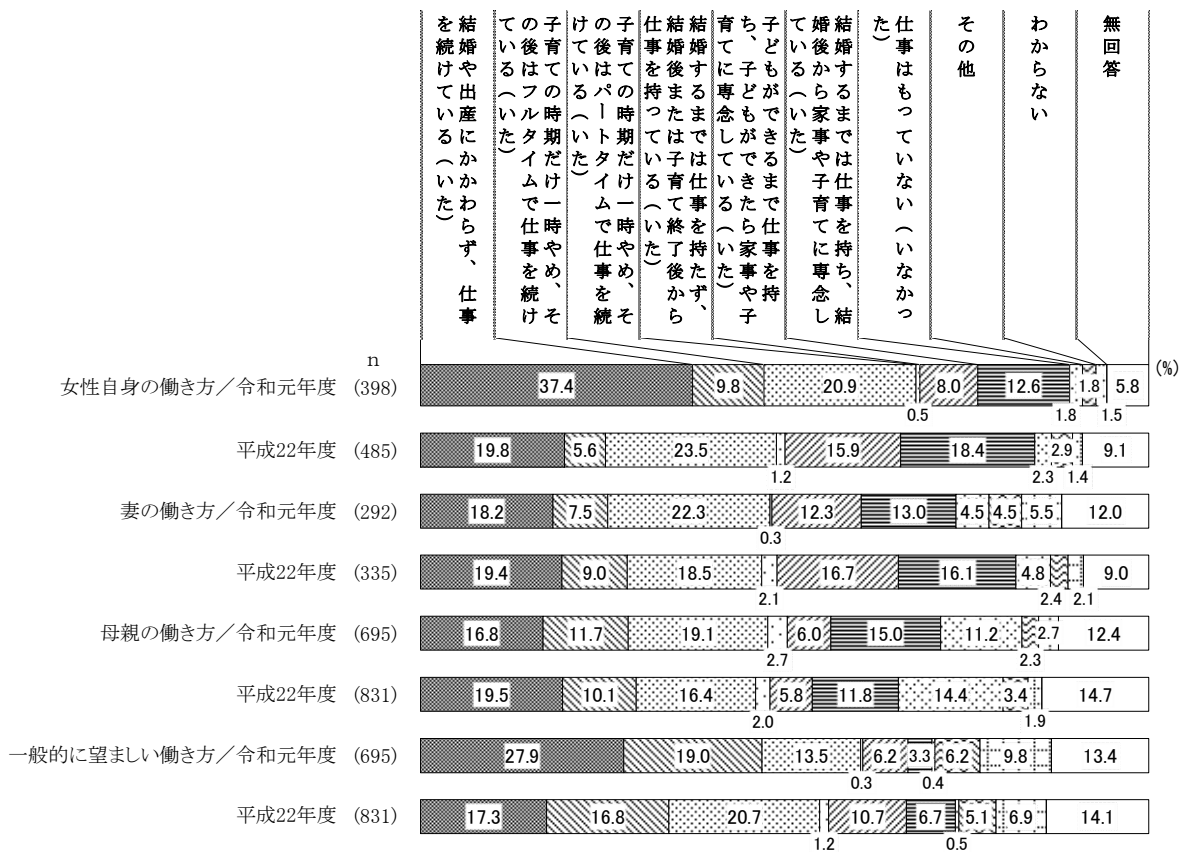 結婚や出産にかかわらず、仕事
を続けている（いた）
子育ての時期だけ一時やめ、そ
の後はフルタイムで仕事を続け
ている（いた）
子育ての時期だけ一時やめ、そ
の後はパートタイムで仕事を続
けている（いた）
結婚するまでは仕事を持たず、
結婚後または子育て終了後から
仕事を持っている（いた）
子どもができるまで仕事を持
ち、子どもができたら家事や子
育てに専念している（いた）
結婚するまでは仕事を持ち、結
婚後から家事や子育てに専念し
ている（いた）
仕事はもっていない（いなかっ
た）
その他
わからない
無回答
n
(%)
女性自身の働き方／令和元年度 (398) 37.4 9.8 20.9 8.0 12.6 1.8 5.8
0.5 1.8 1.5
平成22年度 (485) 19.8 5.6 23.5 15.9 18.4 2.9 9.1
1.2 2.3 1.4
妻の働き方／令和元年度 (292) 18.2 7.5 22.3 12.3 13.0 4.5 4.5 5.5 12.0
0.3
平成22年度 (335) 19.4 9.0 18.5 16.7 16.1 4.8 9.0
2.1 2.4 2.1
母親の働き方／令和元年度 (695) 16.8 11.7 19.1 6.0 15.0 11.2 2.7 12.4
2.7 2.3
平成22年度 (831) 19.5 10.1 16.4 5.8 11.8 14.4 3.4 14.7
2.0 1.9
一般的に望ましい働き方／令和元年度 (695) 27.9 19.0 13.5 6.2 3.3 6.2 9.8 13.4
0.3 0.4
平成22年度 (831) 17.3 16.8 20.7 10.7 6.7 5.1 6.9 14.1
1.2 0.5